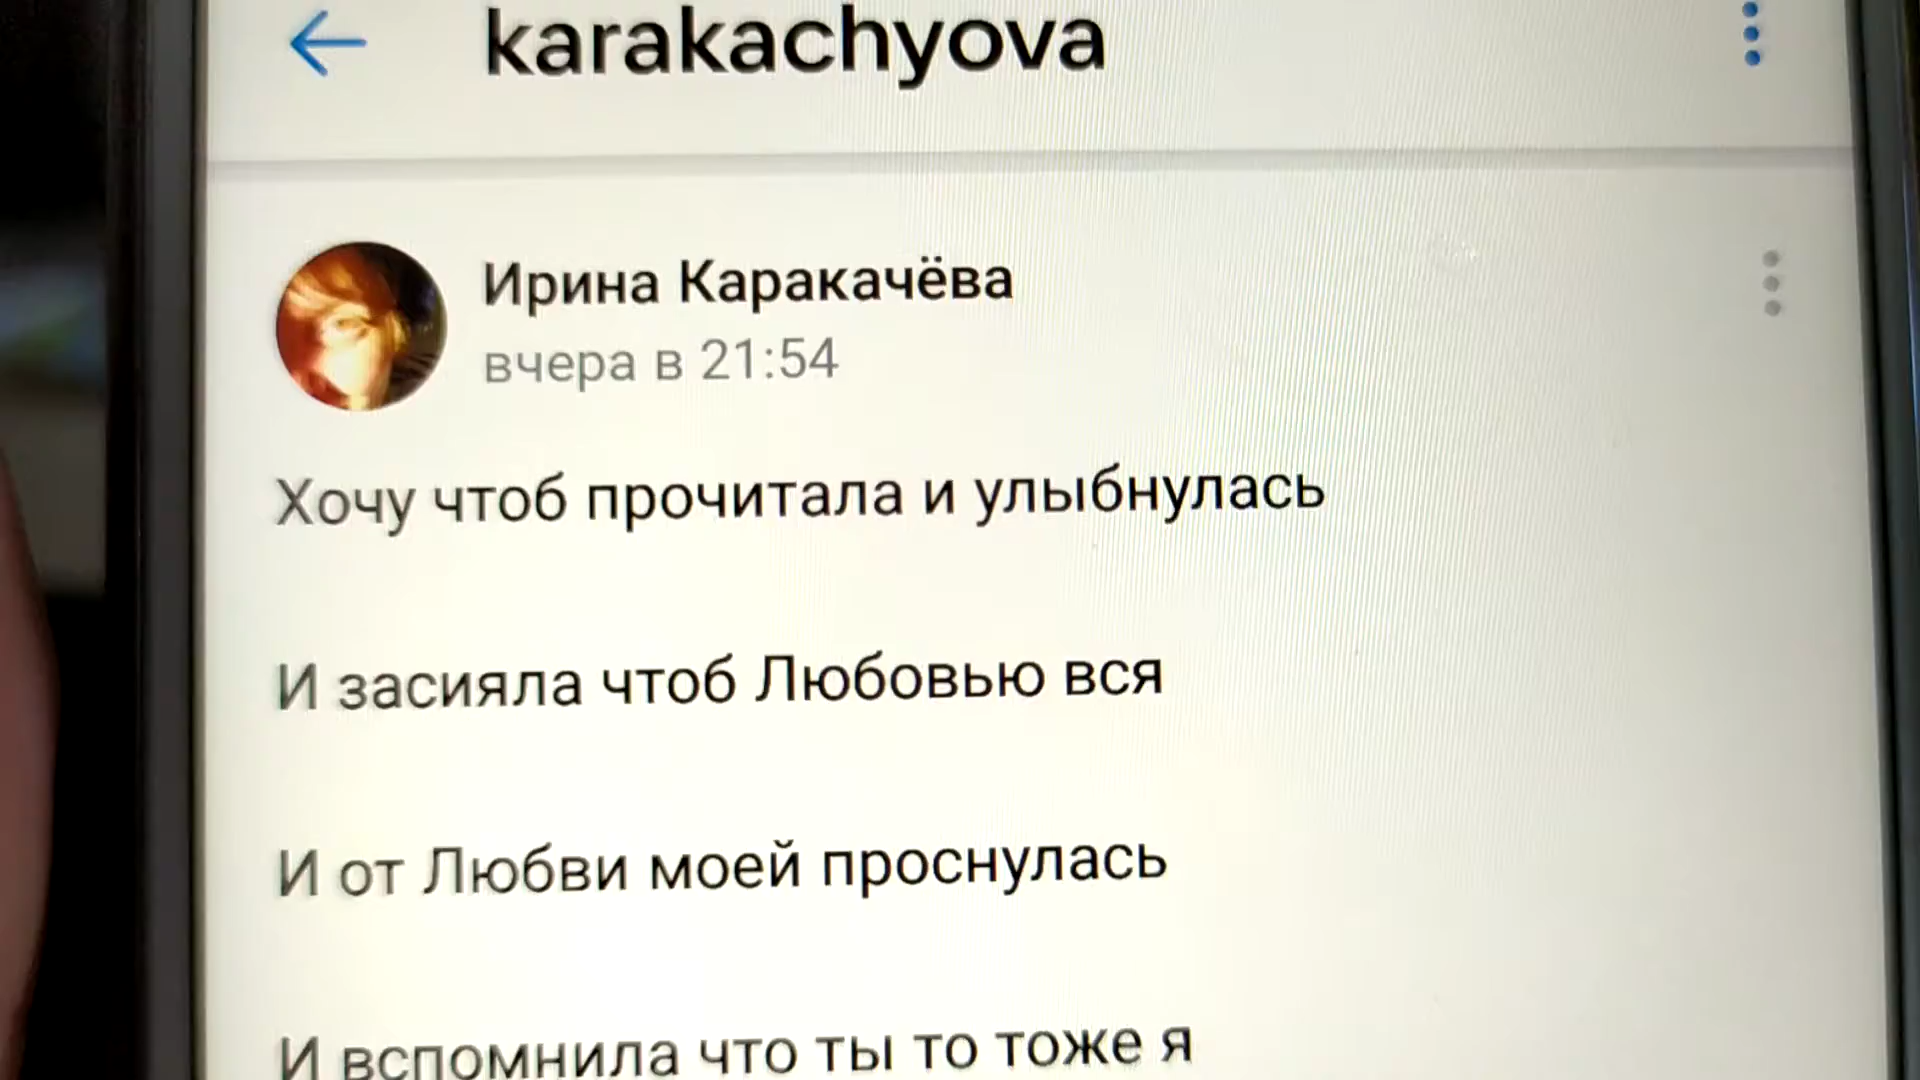 karakachyova
Ирина Каракачёва
вчера в 21:54
Хочу чтоб прочитала и улыбнулась
И засияла чтоб Любовью вся
И от Любви моей проснулась
И вспомнила что ты то тоже я